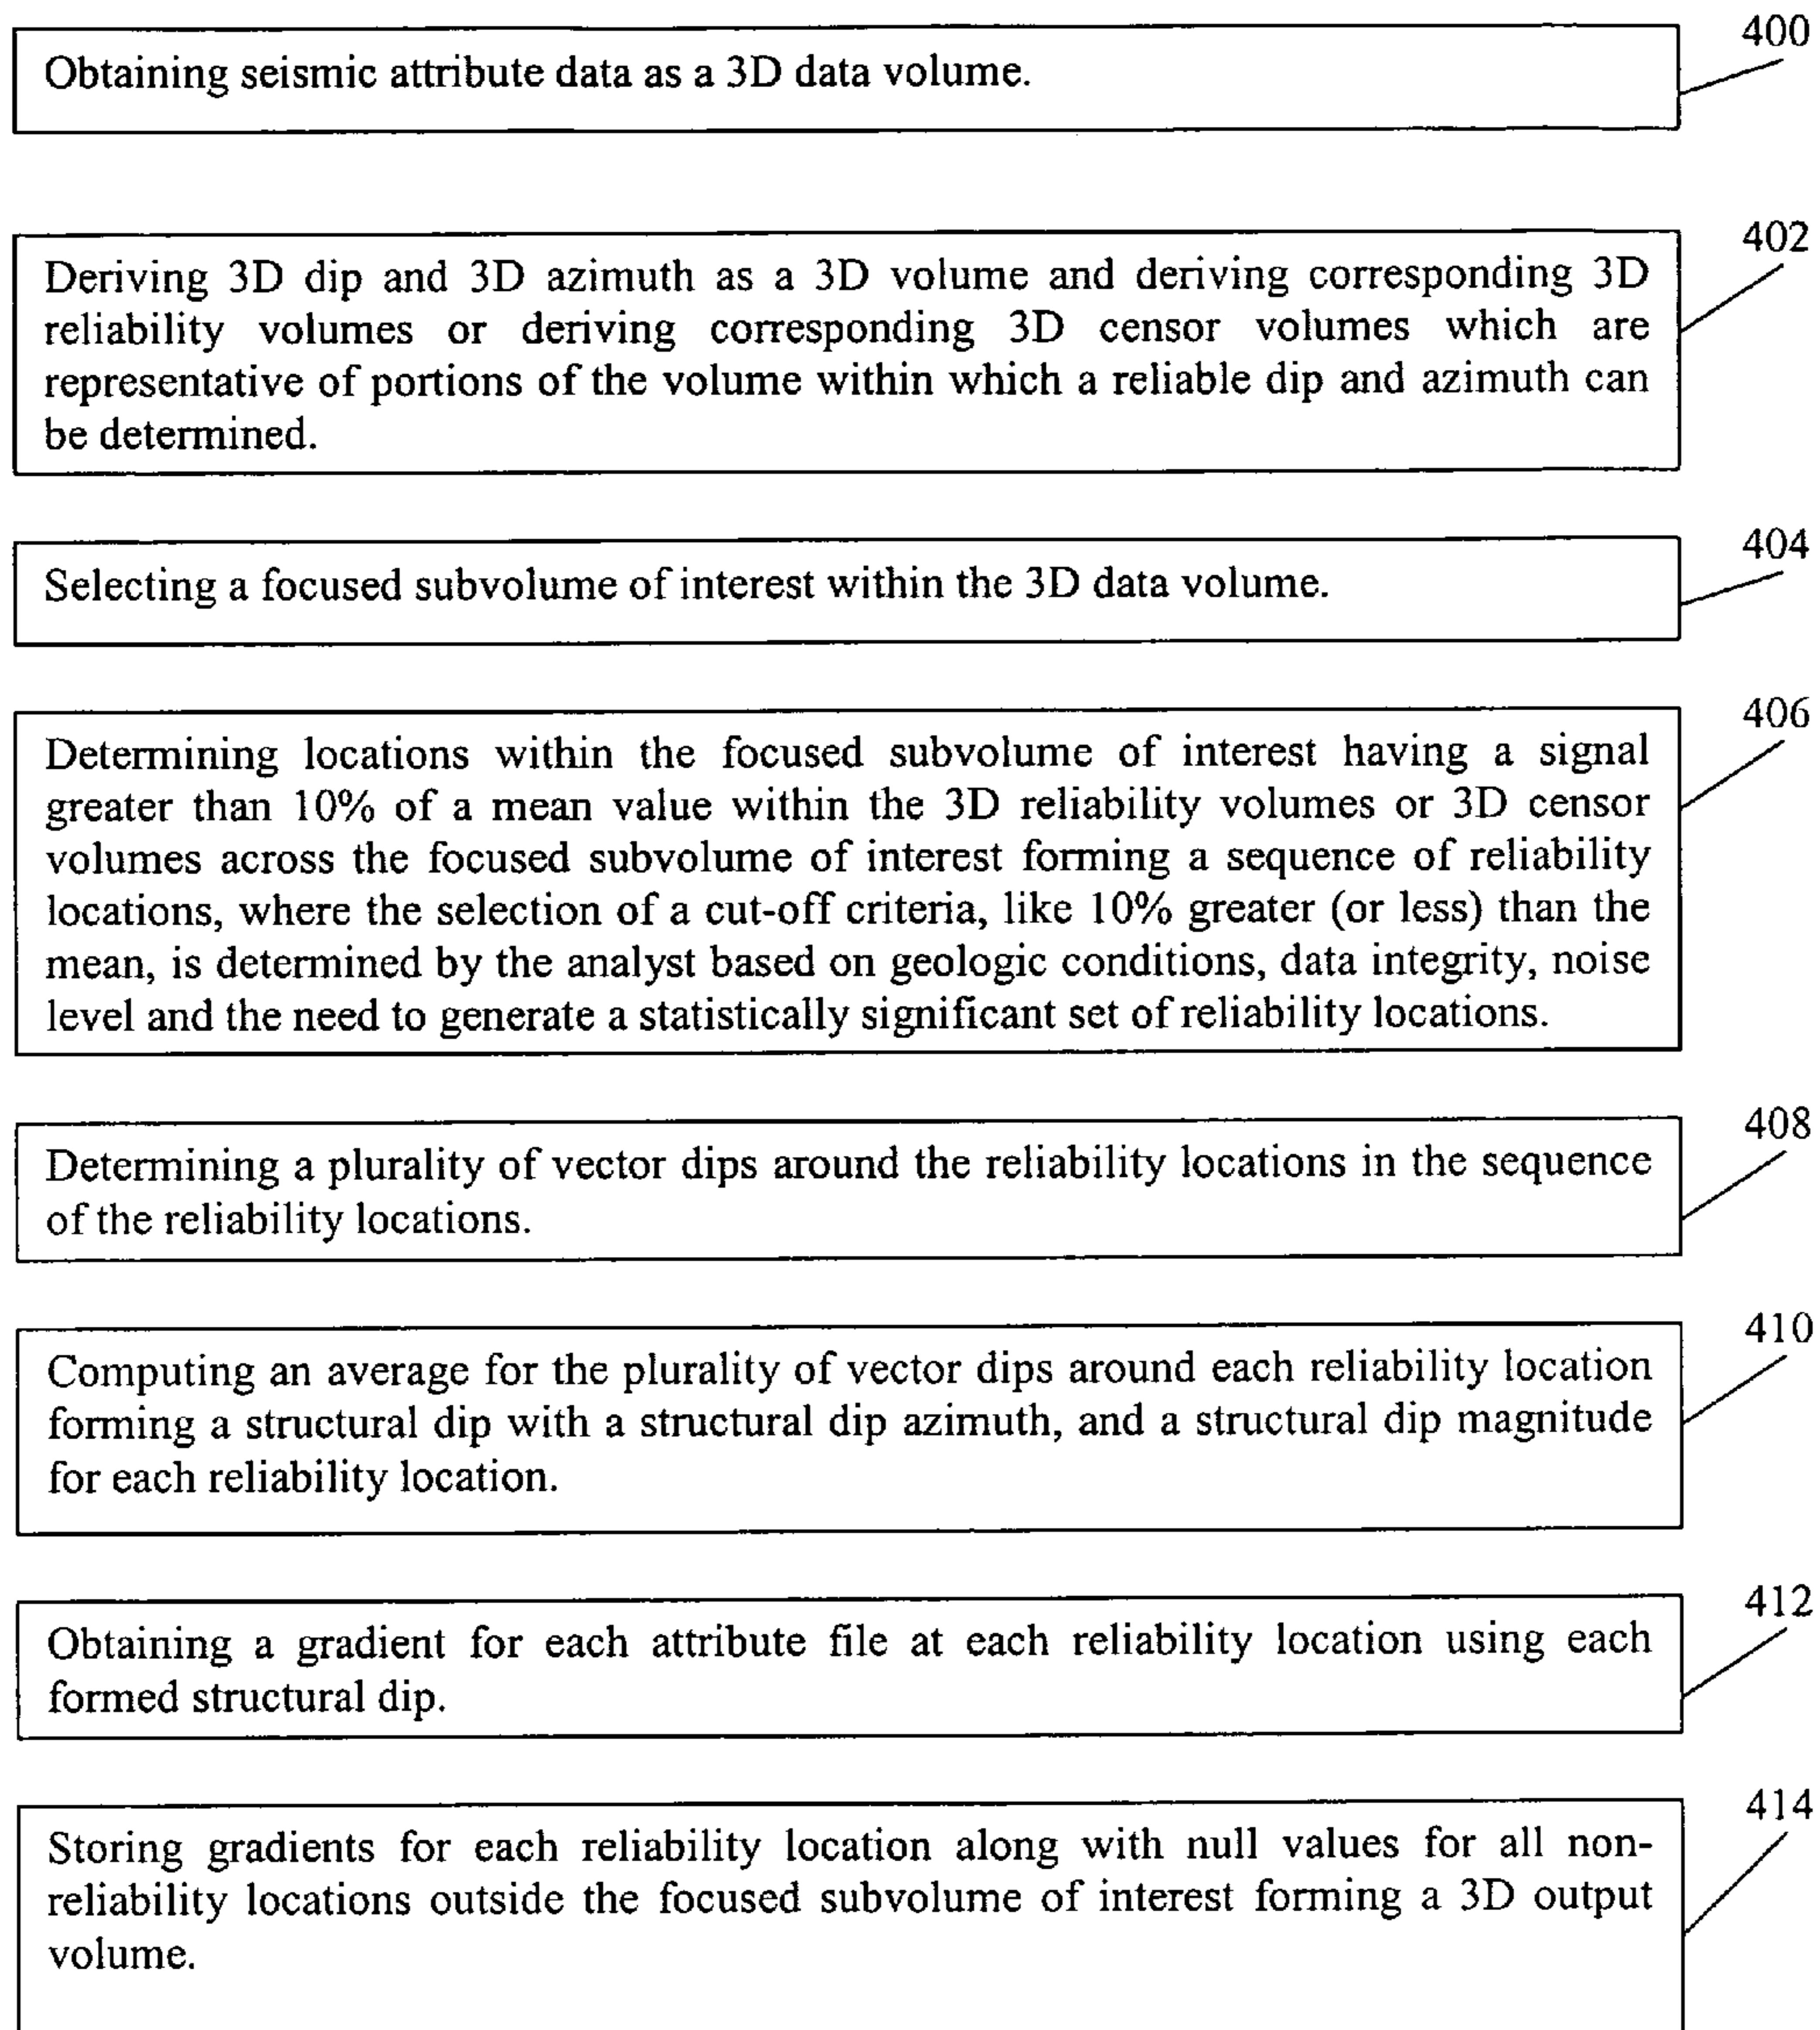 400
Obtaining seismic attribute data as a 3D data volume.
402
Deriving 3D dip and 3D azimuth as a 3D volume and deriving corresponding 3D
reliability volumes or deriving corresponding 3D censor volumes which are
representative of portions of the volume within which a reliable dip and azimuth can
be determined.
404
Selecting a focused subvolume of interest within the 3D data volume.
406
Determining locations within the focused subvolume of interest having a signal
greater than 10% of a mean value within the 3D reliability volumes or 3D censor
volumes across the focused subvolume of interest forming a sequence of reliability
locations, where the selection of a cut-off criteria, like 10% greater (or less) than the
mean, is determined by the analyst based on geologic conditions, data integrity, noise
level and the need to generate a statistically significant set of reliability locations.
408
Determining a plurality of vector dips around the reliability locations in the sequence
of the reliability locations.
410
Computing an average for the plurality of vector dips around each reliability location
forming a structural dip with a structural dip azimuth, and a structural dip magnitude
for each reliability location.
412
Obtaining a gradient for each attribute file at each reliability location using each
formed structural dip.
414
Storing gradients for each reliability location along with null values for all non-
reliability locations outside the focused subvolume of interest forming a 3D output
volume.